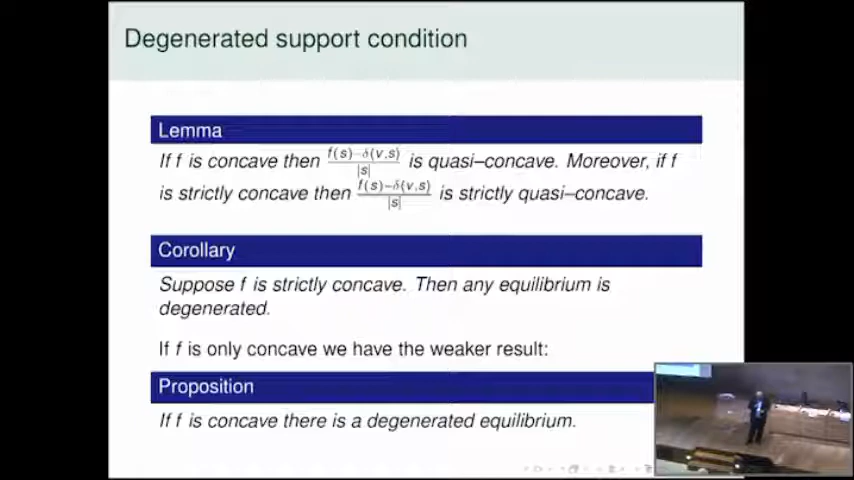 Degenerated support condition
Lemma
If f is concave then \frac{f(s)-δ(v,s)}{|s|} is quasi–concave. Moreover, if f
is strictly concave then \frac{f(s)-δ(v,s)}{|s|} is strictly quasi–concave.
Corollary
Suppose f is strictly concave. Then any equilibrium is
degenerated.
If f is only concave we have the weaker result:
Proposition
If f is concave there is a degenerated equilibrium.